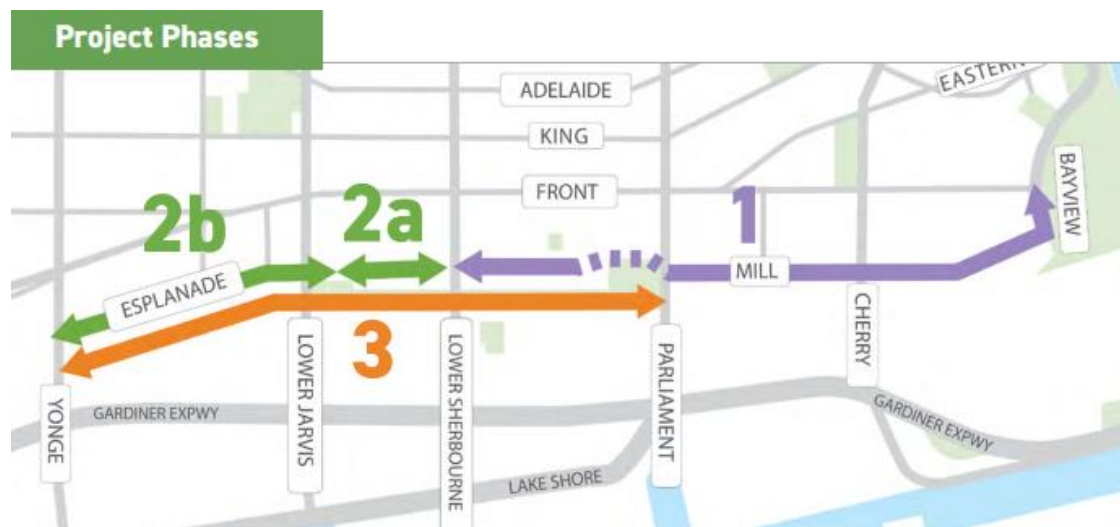 Project Phases
ADELAIDE
EASTERN
KING
FRONT
BAYVIEW
2b
2a
1
ESPLANADE
MILL
3
YONGE
LOWER JARVIS
LOWER SHERBOURNE
PARLIAMENT
CHERRY
GARDINER EXPWY
GARDINER EXPWY
LAKE SHORE